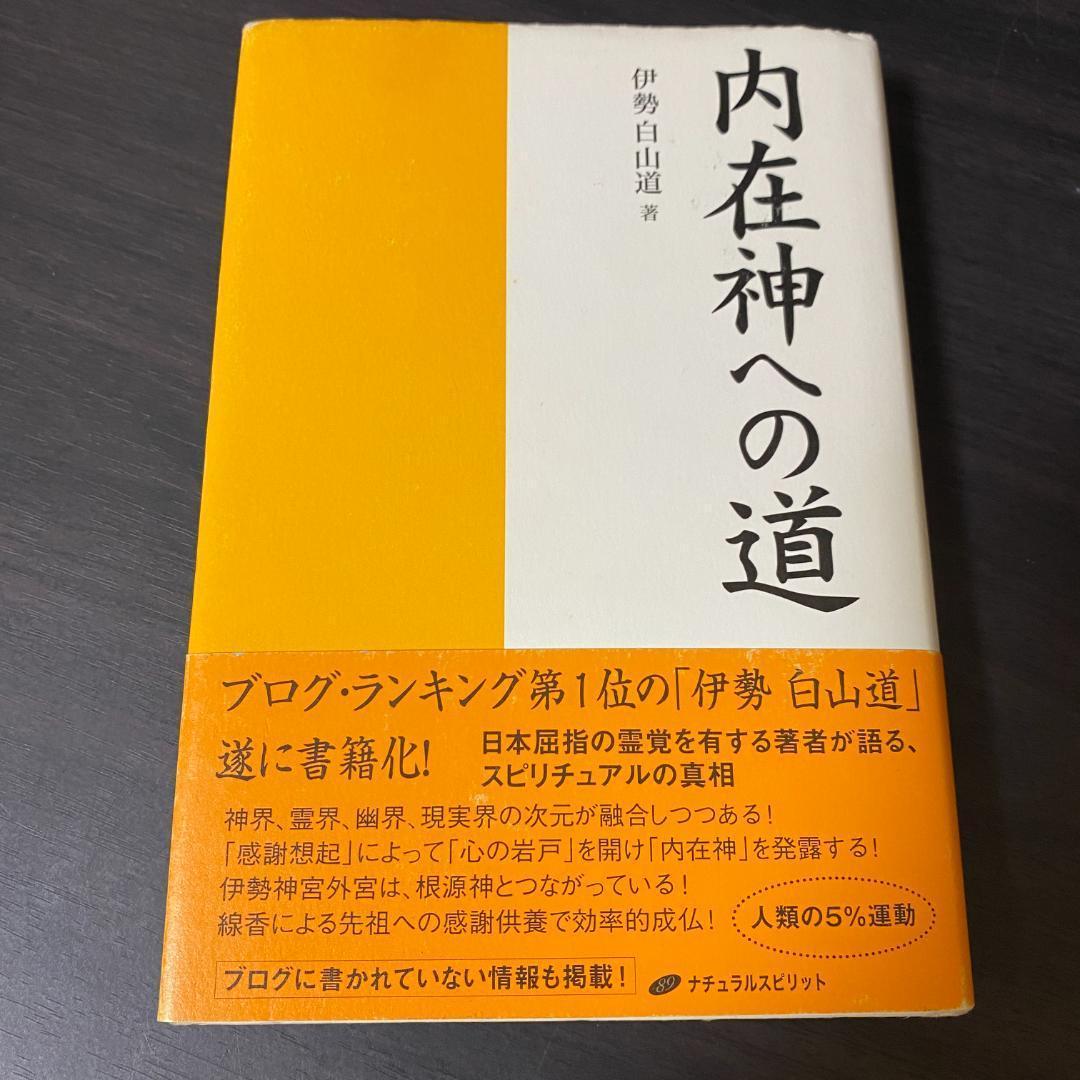 内在神への道
伊勢白山道 著
ブログ・ランキング第1位の「伊勢 白山道」
遂に書籍化!
日本屈指の霊覚を有する著者が語る、
スピリチュアルの真相
神界、霊界、幽界、現実界の次元が融合しつつある!
「感謝想起」によって「心の岩戸」を開け「内在神」を発露する!
伊勢神宮外宮は、根源神とつながっている!
線香による先祖への感謝供養で効率的成仏!
人類の5%運動
ブログに書かれていない情報も掲載!
89 ナチュラルスピリット